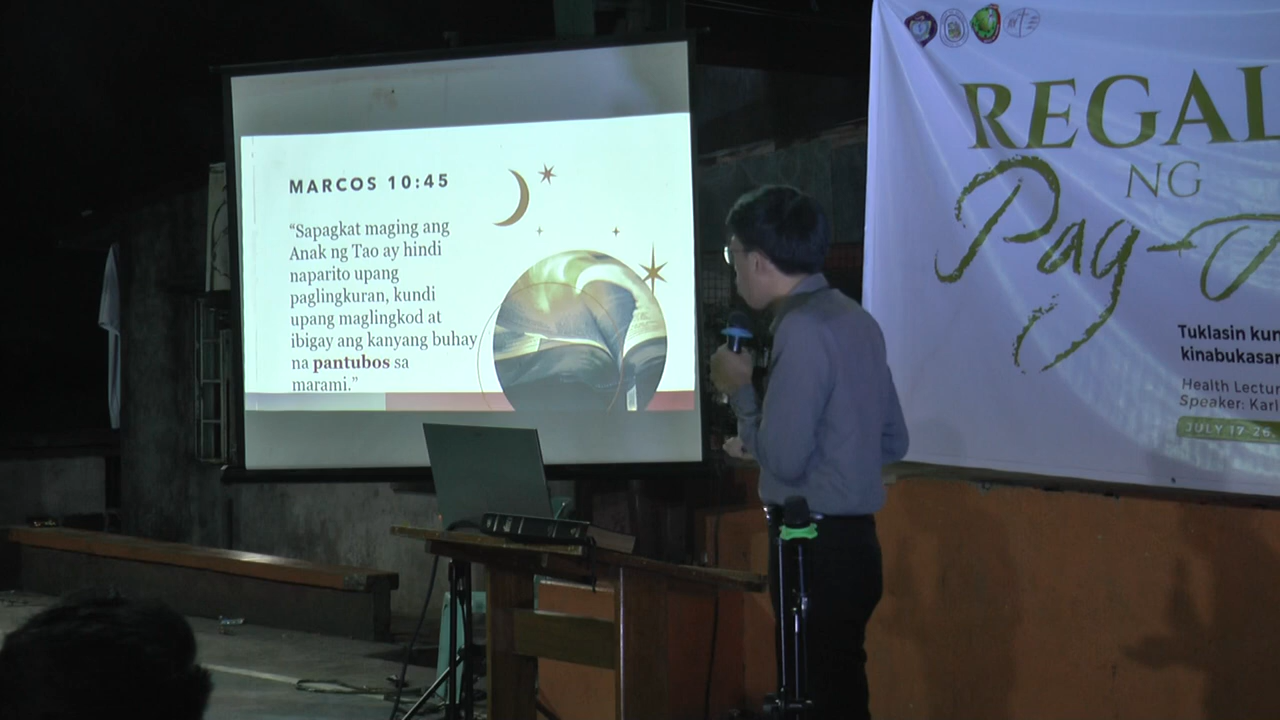 MARCOS 10:45
“Sapagkat maging ang
Anak ng Tao ay hindi
naparito upang
paglingkuran, kundi
upang maglingkod at
ibigay ang kanyang buhay
na pantubos sa
marami.”
REGAL
NG
Pag-
Tuklasin kun
kinabukasan
Health Lectur
Speaker: Karl
JULY 17-26,